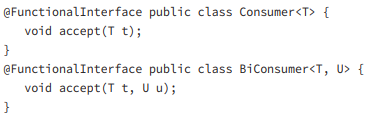 @FunctionalInterface public class Consumer<T> {
    void accept(T t);
}
@FunctionalInterface public class BiConsumer<T, U> {
    void accept(T t, U u);
}